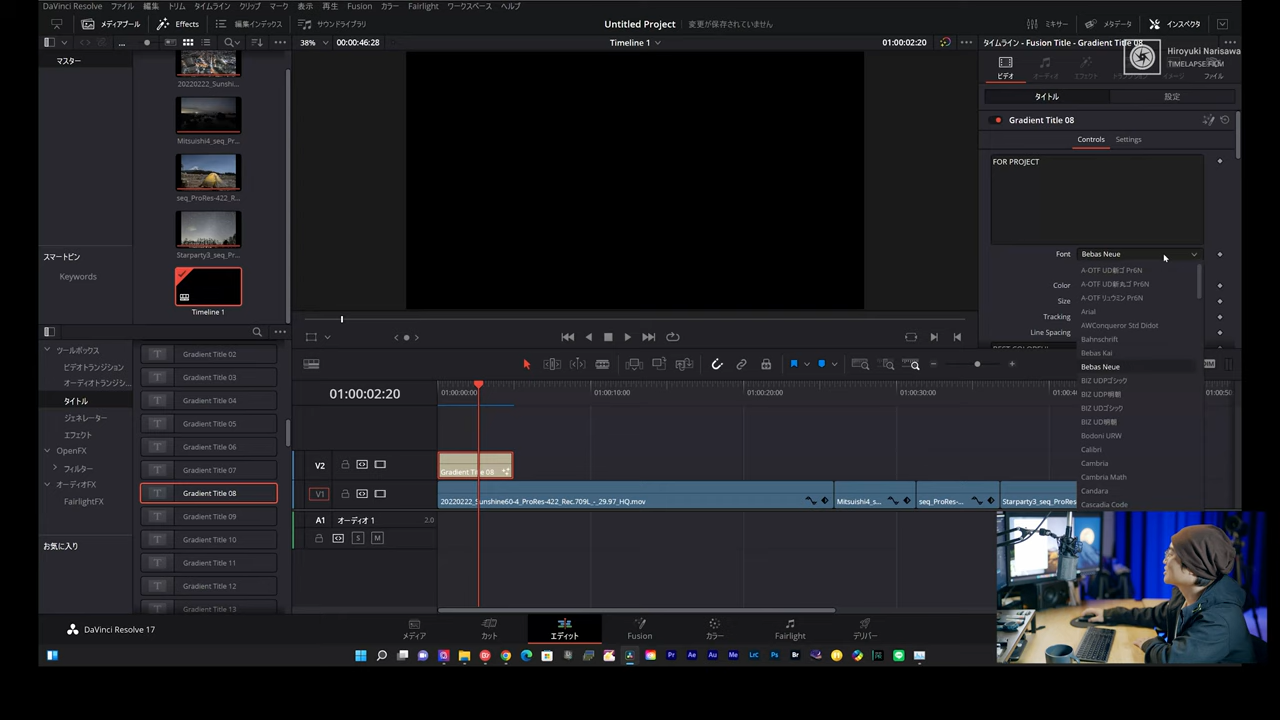 DaVinci Resolve ファイル 編集 トリム タイムライン クリップ マーク 表示 再生 Fusion カラー Fairlight ワークスペース ヘルプ
メディアプール Effects 編集インデックス サウンドライブラリ Untitled Project 変更が保存されていません ミキサー メタデータ インスペクタ
... 38% 00:00:46:28 Timeline 1 01:00:02:20 タイムライン - Fusion Title - Gradient Title 08
Hiroyuki Narisawa
TIMELAPSE FILM
マスター
ビデオ オーディオ エフェクト トランジション イメージ ファイル
20220222_Sunshi...
タイトル 設定
Gradient Title 08
Mitsuishi4_seq_Pr...
Controls Settings
FOR PROJECT
seq_ProRes-422_R...
Starparty3_seq_Pr...
スマートビン
Keywords
Timeline 1
Font Bebas Neue
Color
Size
Tracking
Line Spacing
A-OTF UD新ゴ Pr6N
A-OTF UD新丸ゴ Pr6N
A-OTF リュウミン Pr6N
Arial
AWConqueror Std Didot
Bahnschrift
Bebas Kai
Bebas Neue
BIZ UDPゴシック
BIZ UDP明朝
BIZ UDゴシック
BIZ UD明朝
Bodoni URW
Calibri
Cambria
Cambria Math
Candara
Cascadia Code
ツールボックス
ビデオトランジション
オーディオトランジシ...
タイトル
ジェネレーター
エフェクト
OpenFX
フィルター
オーディオFX
FairlightFX
お気に入り
Gradient Title 02
Gradient Title 03
Gradient Title 04
Gradient Title 05
Gradient Title 06
Gradient Title 07
Gradient Title 08
Gradient Title 09
Gradient Title 10
Gradient Title 11
Gradient Title 12
Gradient Title 13
01:00:02:20 01:00:00:00 01:00:10:00 01:00:20:00 01:00:30:00
V2 Gradient Title 08
V1 20220222_Sunshine60-4_ProRes-422_Rec.709L_-_29.97_HQ.mov Mitsuishi4_s... seq_ProRes-... Starparty3_seq_ProRes-4
A1 オーディオ 1 2.0
S M
DaVinci Resolve 17
メディア カット エディット Fusion カラー Fairlight デリバー
Pr Ae Au Me Lrc Ps Br